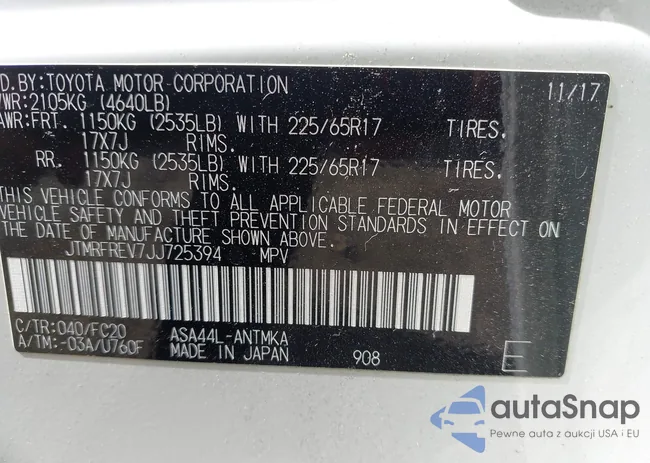 D.BY:TOYOTA MOTOR CORPORATION 11/17
VWR:2105KG (4640LB)
AWR:FRT. 1150KG (2535LB) WITH 225/65R17 TIRES.
17X7J RIMS.
RR. 1150KG (2535LB) WITH 225/65R17 TIRES.
17X7J RIMS.
THIS VEHICLE CONFORMS TO ALL APPLICABLE FEDERAL MOTOR
VEHICLE SAFETY AND THEFT PREVENTION STANDARDS IN EFFECT ON
THE DATE OF MANUFACTURE SHOWN ABOVE.
JTMRFREV7JJ725394 MPV
C/TR:040/FC20 ASA44L-ANTMKA
A/TM:-03A/U760F MADE IN JAPAN 908 E
autoSnap
Pewne auta z aukcji USA i EU